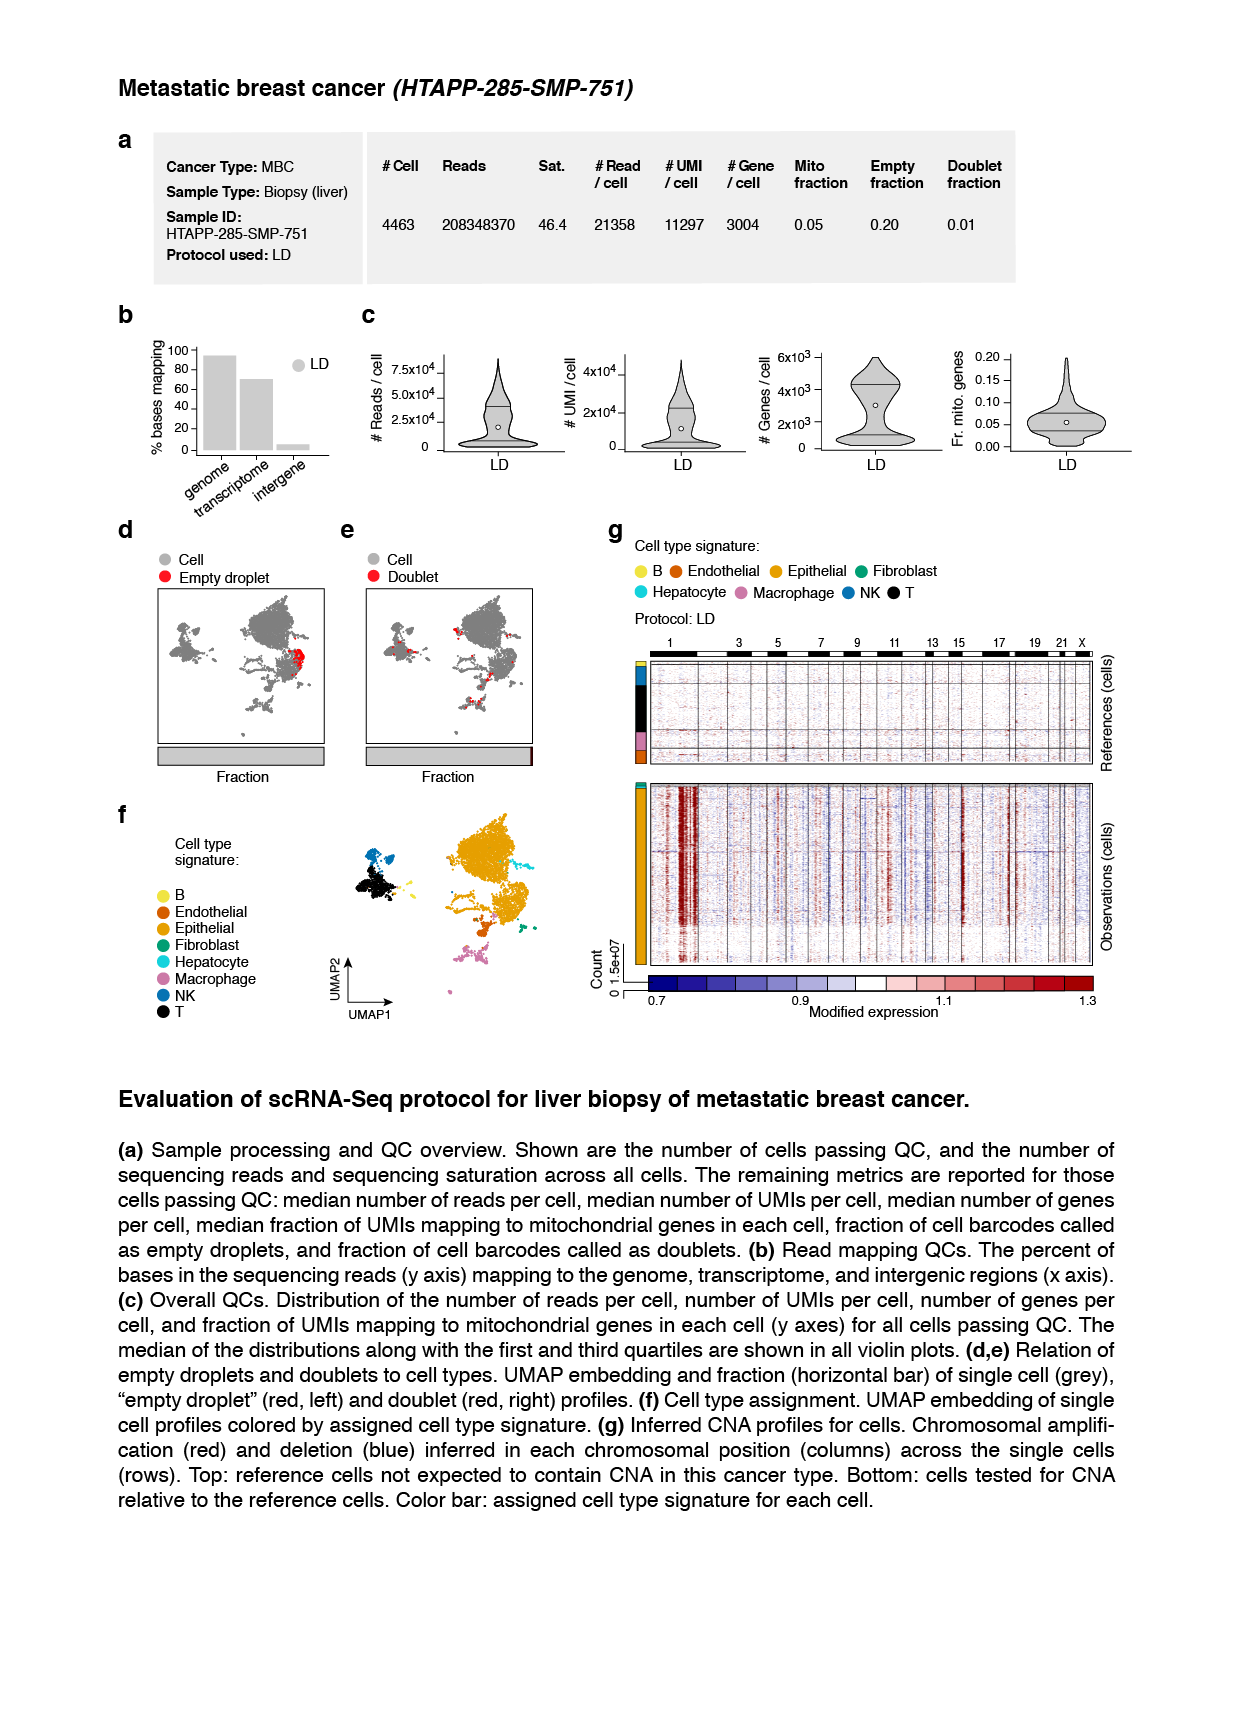 Metastatic breast cancer (HTAPP-285-SMP-751)
a
Cancer Type: MBC
Sample Type: Biopsy (liver)
Sample ID:
HTAPP-285-SMP-751
Protocol used: LD
# Cell Reads Sat. # Read / cell # UMI / cell # Gene / cell Mito fraction Empty fraction Doublet fraction
4463 208348370 46.4 21358 11297 3004 0.05 0.20 0.01
b
% bases mapping
100
80
60
40
20
0
LD
genome
transcriptome
intergene
c
# Reads / cell
7.5x10⁴
5.0x10⁴
2.5x10⁴
0
LD
# UMI /cell
4x10⁴
2x10⁴
0
LD
# Genes / cell
6x10³
4x10³
2x10³
0
LD
Fr. mito. genes
0.20
0.15
0.10
0.05
0.00
LD
d
Cell
Empty droplet
Fraction
e
Cell
Doublet
Fraction
f
Cell type
signature:
B
Endothelial
Epithelial
Fibroblast
Hepatocyte
Macrophage
NK
T
UMAP2
UMAP1
g
Cell type signature:
B Endothelial Epithelial Fibroblast
Hepatocyte Macrophage NK T
Protocol: LD
1 3 5 7 9 11 13 15 17 19 21 X
References (cells)
Observations (cells)
Count
0 1.5e+07
0.7 0.9 1.1 1.3
Modified expression
Evaluation of scRNA-Seq protocol for liver biopsy of metastatic breast cancer.
(a) Sample processing and QC overview. Shown are the number of cells passing QC, and the number of
sequencing reads and sequencing saturation across all cells. The remaining metrics are reported for those
cells passing QC: median number of reads per cell, median number of UMIs per cell, median number of genes
per cell, median fraction of UMIs mapping to mitochondrial genes in each cell, fraction of cell barcodes called
as empty droplets, and fraction of cell barcodes called as doublets. (b) Read mapping QCs. The percent of
bases in the sequencing reads (y axis) mapping to the genome, transcriptome, and intergenic regions (x axis).
(c) Overall QCs. Distribution of the number of reads per cell, number of UMIs per cell, number of genes per
cell, and fraction of UMIs mapping to mitochondrial genes in each cell (y axes) for all cells passing QC. The
median of the distributions along with the first and third quartiles are shown in all violin plots. (d,e) Relation of
empty droplets and doublets to cell types. UMAP embedding and fraction (horizontal bar) of single cell (grey),
“empty droplet” (red, left) and doublet (red, right) profiles. (f) Cell type assignment. UMAP embedding of single
cell profiles colored by assigned cell type signature. (g) Inferred CNA profiles for cells. Chromosomal amplifi-
cation (red) and deletion (blue) inferred in each chromosomal position (columns) across the single cells
(rows). Top: reference cells not expected to contain CNA in this cancer type. Bottom: cells tested for CNA
relative to the reference cells. Color bar: assigned cell type signature for each cell.